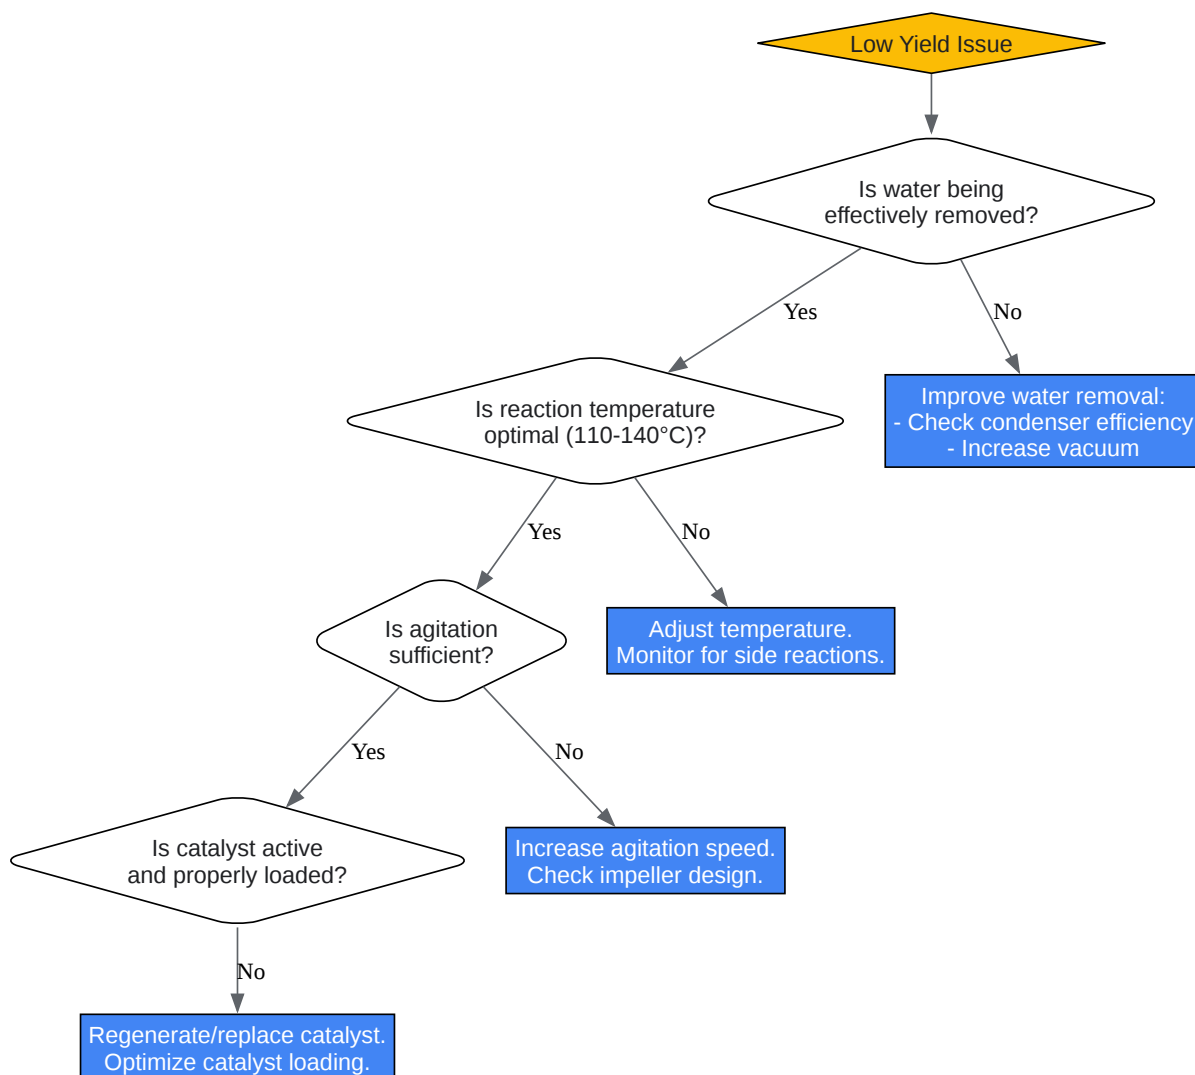 Low Yield Issue
Is water being
effectively removed?
Yes
No
Is reaction temperature
optimal (110-140°C)?
Improve water removal:
- Check condenser efficiency
- Increase vacuum
Yes
No
Is agitation
sufficient?
Adjust temperature.
Monitor for side reactions.
Yes
No
Is catalyst active
and properly loaded?
Increase agitation speed.
Check impeller design.
No
Regenerate/replace catalyst.
Optimize catalyst loading.